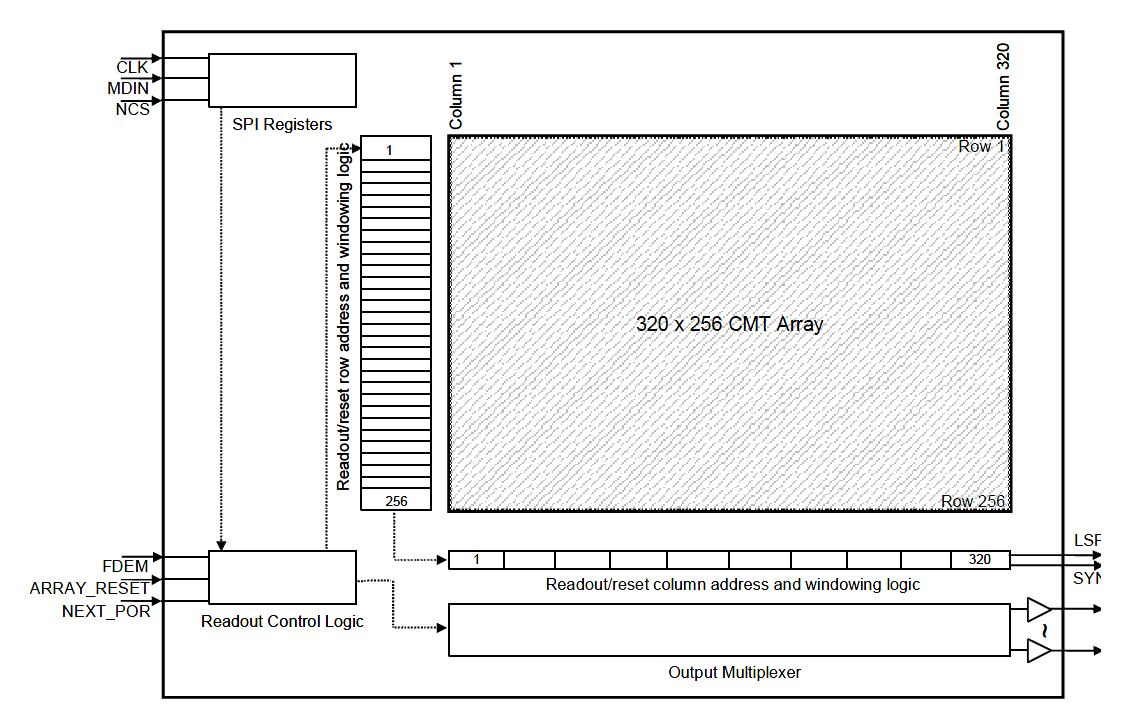 CLK
MDIN
NCS
SPI Registers
Column 1
Column 320
Readout/reset row address and windowing logic
1
256
Row 1
320 x 256 CMT Array
Row 256
FDEM
ARRAY_RESET
NEXT_POR
Readout Control Logic
1
320
Readout/reset column address and windowing logic
SYN
~
Output Multiplexer